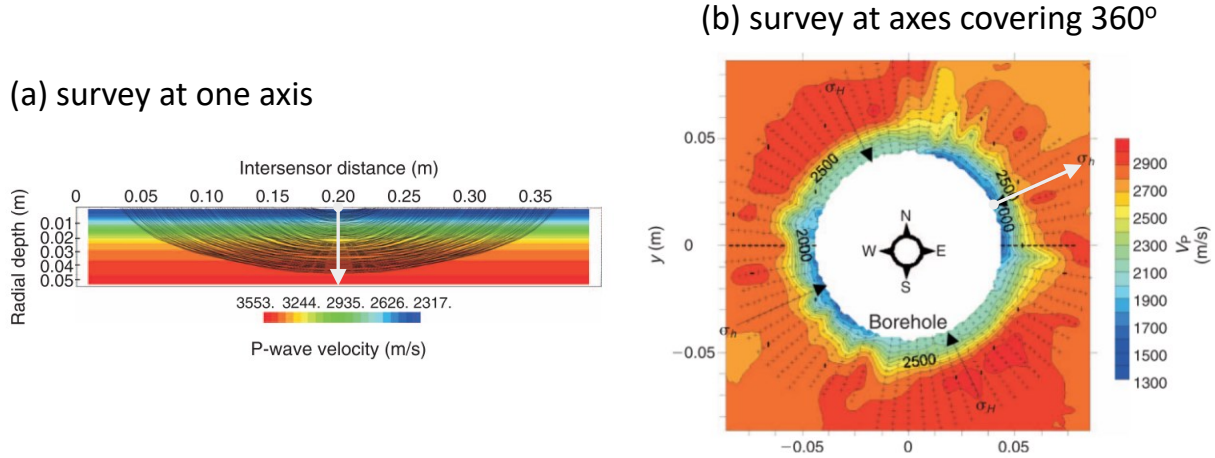 (a) survey at one axis
Intersensor distance (m)
0 0.05 0.10 0.15 0.20 0.25 0.30 0.35
Radial depth (m)
0.01
0.02
0.03
0.04
0.05
3553. 3244. 2935. 2626. 2317.
P-wave velocity (m/s)
(b) survey at axes covering 360º
σH
σh
0.05
0
−0.05
y (m)
2500
2500
2000
2000
N
W E
S
Borehole
2500
σh
σH
−0.05 0 0.05
2900
2700
2500
2300
2100
1900
1700
1500
1300
VP
(m/s)